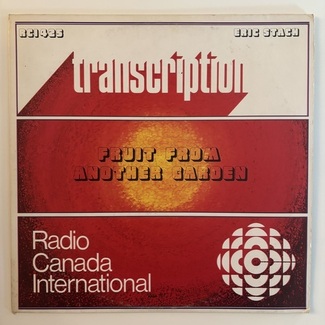 RCI 425
ERIC STACH
transcription
FRUIT FROM
ANOTHER GARDEN
Radio
Canada
International